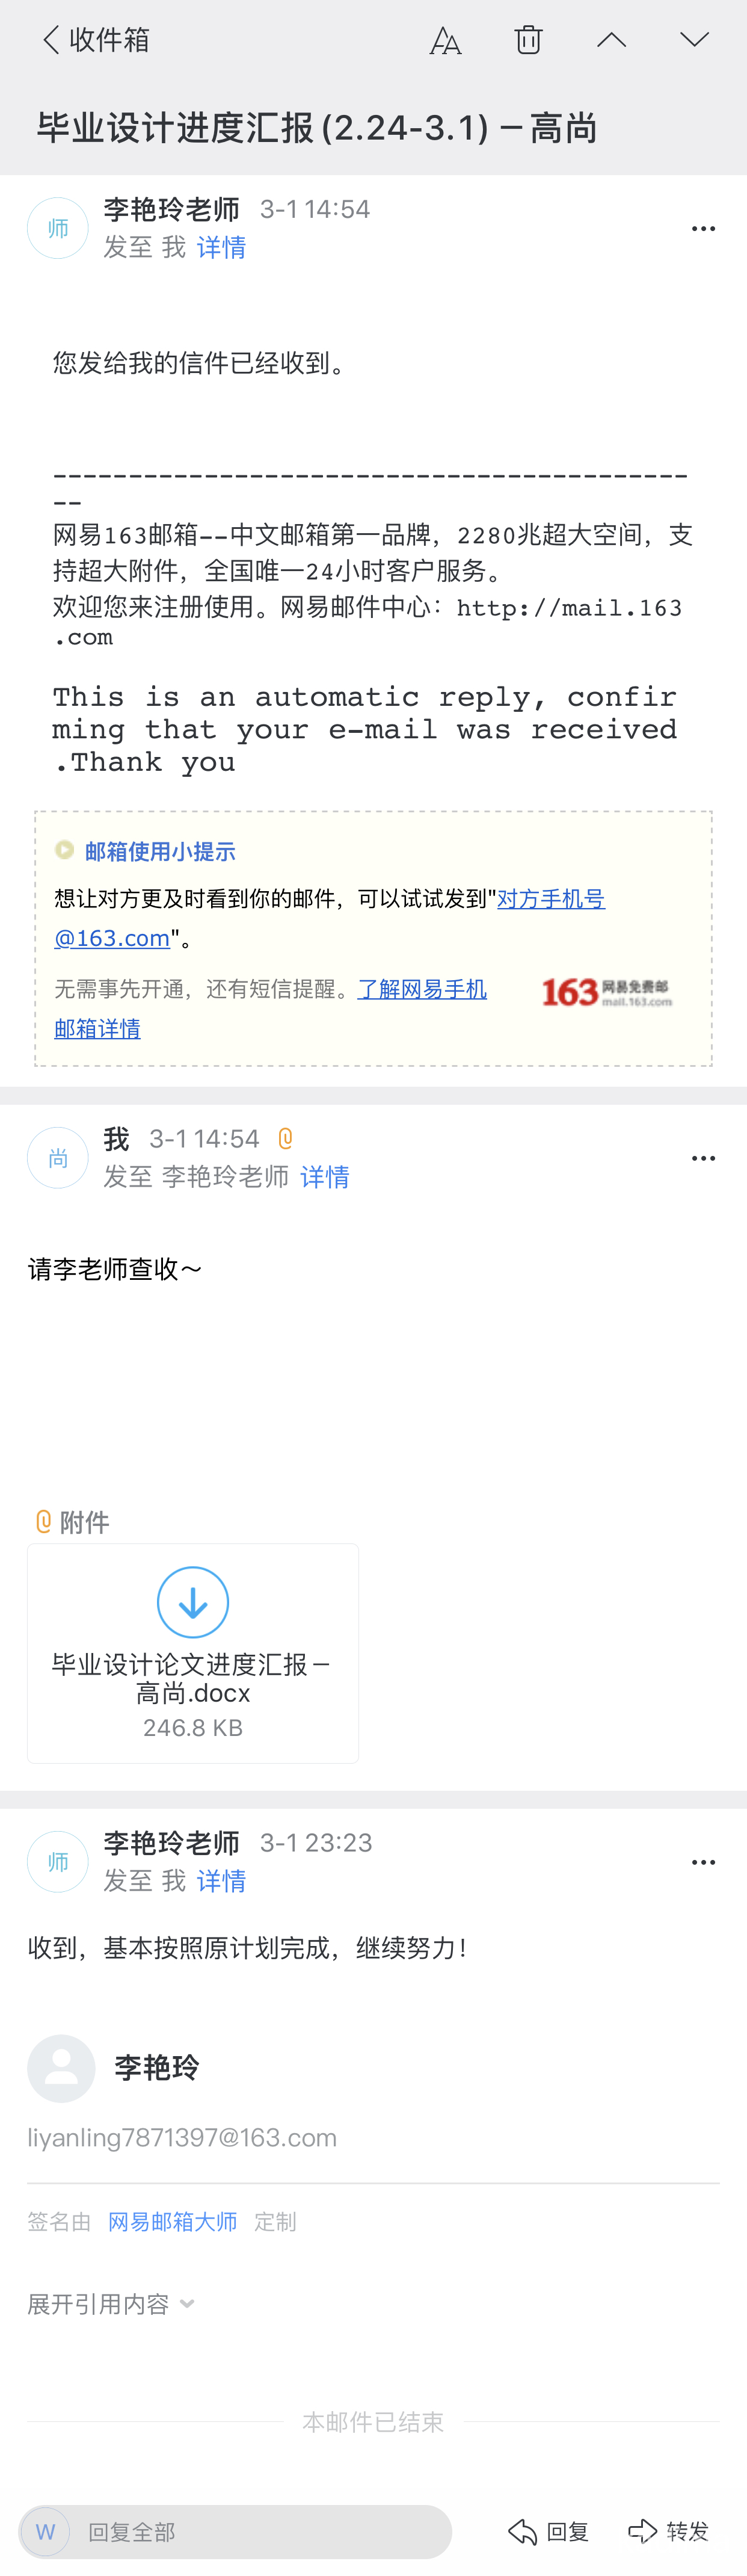 收件箱
毕业设计进度汇报(2.24-3.1)－高尚
师
李艳玲老师 3-1 14:54
发至 我 详情
您发给我的信件已经收到。
------------------------------------------
--
网易163邮箱--中文邮箱第一品牌，2280兆超大空间，支
持超大附件，全国唯一24小时客户服务。
欢迎您来注册使用。网易邮件中心：http://mail.163
.com
This is an automatic reply, confir
ming that your e-mail was received
.Thank you
邮箱使用小提示
想让对方更及时看到你的邮件，可以试试发到"对方手机号
@163.com"。
无需事先开通，还有短信提醒。了解网易手机
邮箱详情
163 网易免费邮
mail.163.com
尚
我 3-1 14:54
发至 李艳玲老师 详情
请李老师查收～
附件
毕业设计论文进度汇报－
高尚.docx
246.8 KB
师
李艳玲老师 3-1 23:23
发至 我 详情
收到，基本按照原计划完成，继续努力！
李艳玲
liyanling7871397@163.com
签名由 网易邮箱大师 定制
展开引用内容
本邮件已结束
W 回复全部 回复 转发